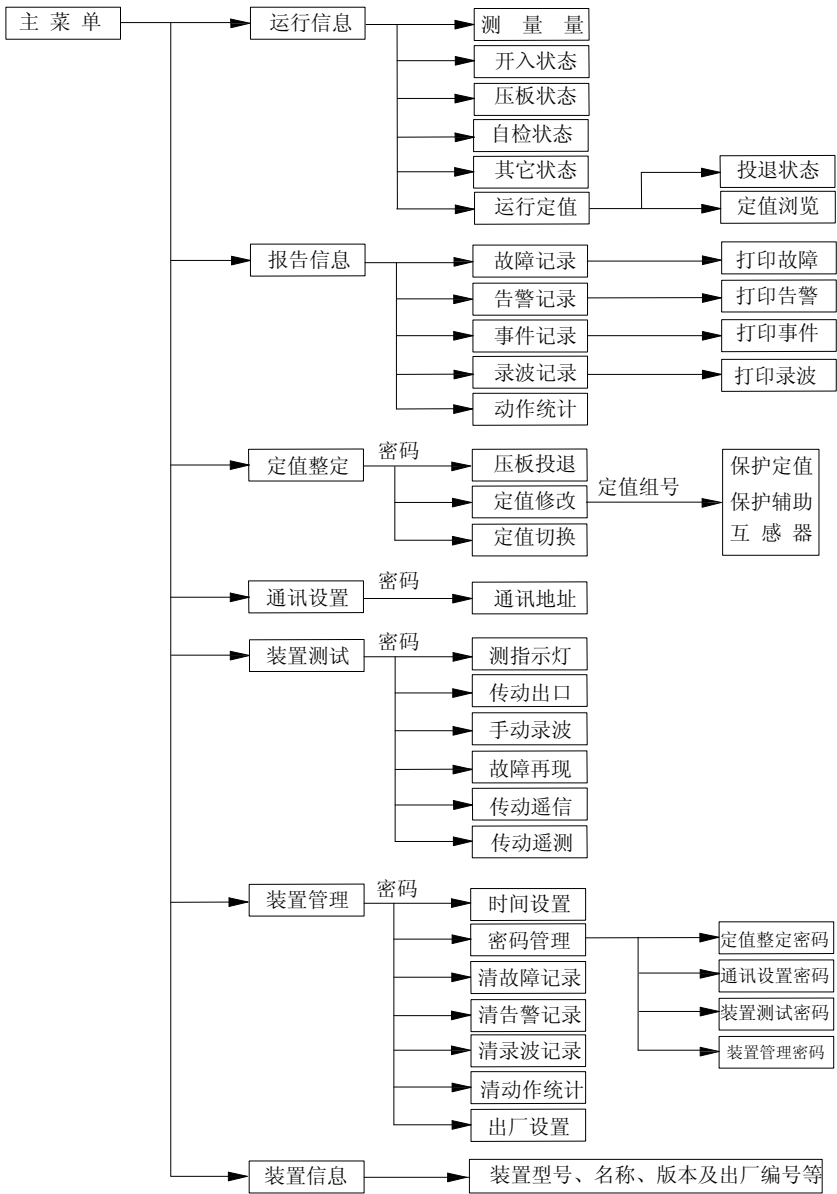 主菜单
运行信息
测量量
开入状态
压板状态
自检状态
其它状态
运行定值
投退状态
定值浏览
报告信息
故障记录
打印故障
告警记录
打印告警
事件记录
打印事件
录波记录
打印录波
动作统计
定值整定
密码
压板投退
定值修改
定值组号
保护定值
保护辅助
互感器
定值切换
通讯设置
密码
通讯地址
装置测试
密码
测指示灯
传动出口
手动录波
故障再现
传动遥信
传动遥测
装置管理
密码
时间设置
密码管理
定值整定密码
通讯设置密码
装置测试密码
装置管理密码
清故障记录
清告警记录
清录波记录
清动作统计
出厂设置
装置信息
装置型号、名称、版本及出厂编号等